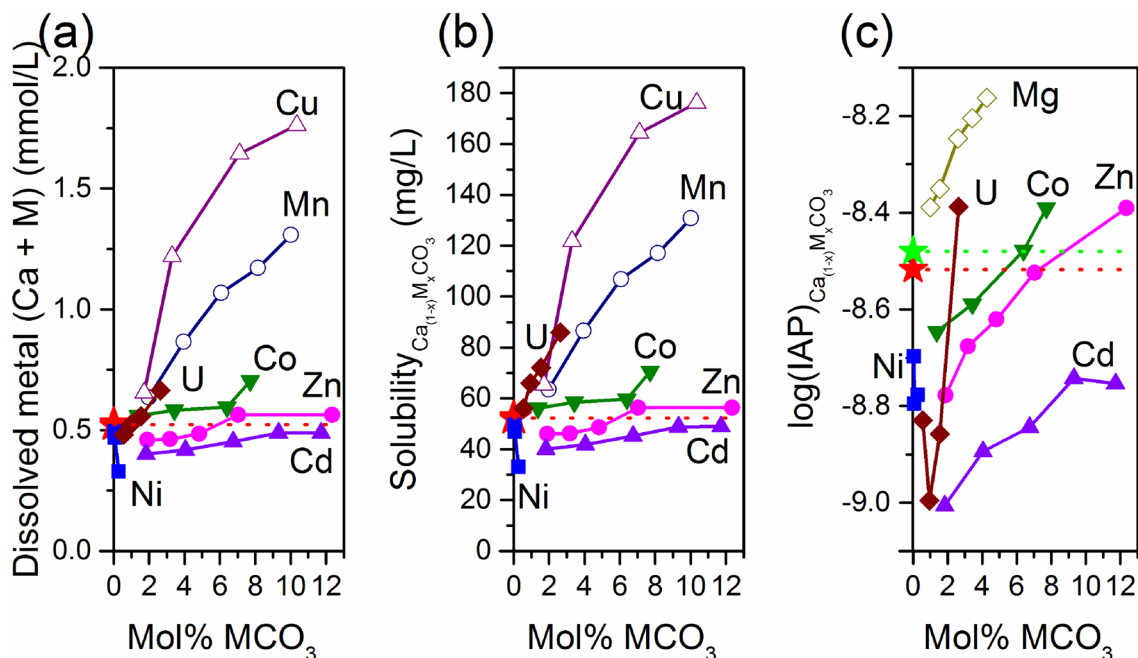 (a)
Dissolved metal (Ca + M) (mmol/L)
2.0
1.5
1.0
0.5
0.0
Cu
Mn
U
Co
Zn
Cd
Ni
0 2 4 6 8 10 12
Mol% MCO₃
(b)
Solubility Ca(1-x)MxCO₃ (mg/L)
180
160
140
120
100
80
60
40
20
0
Cu
Mn
U
Co
Zn
Cd
Ni
0 2 4 6 8 10 12
Mol% MCO₃
(c)
log(IAP)Ca(1-x)MxCO₃
-8.2
-8.4
-8.6
-8.8
-9.0
Mg
U
Co
Zn
Ni
Cd
0 2 4 6 8 10 12
Mol% MCO₃